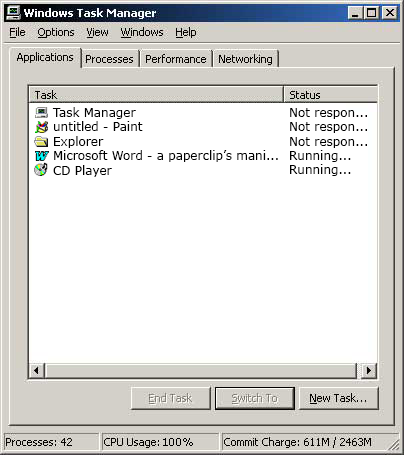 Windows Task Manager
File Options View Windows Help
Applications Processes Performance Networking
Task Status
Task Manager Not respon...
untitled - Paint Not respon...
Explorer Not respon...
Microsoft Word - a paperclip's mani... Running...
CD Player Running...
End Task Switch To New Task...
Processes: 42 CPU Usage: 100% Commit Charge: 611M / 2463M